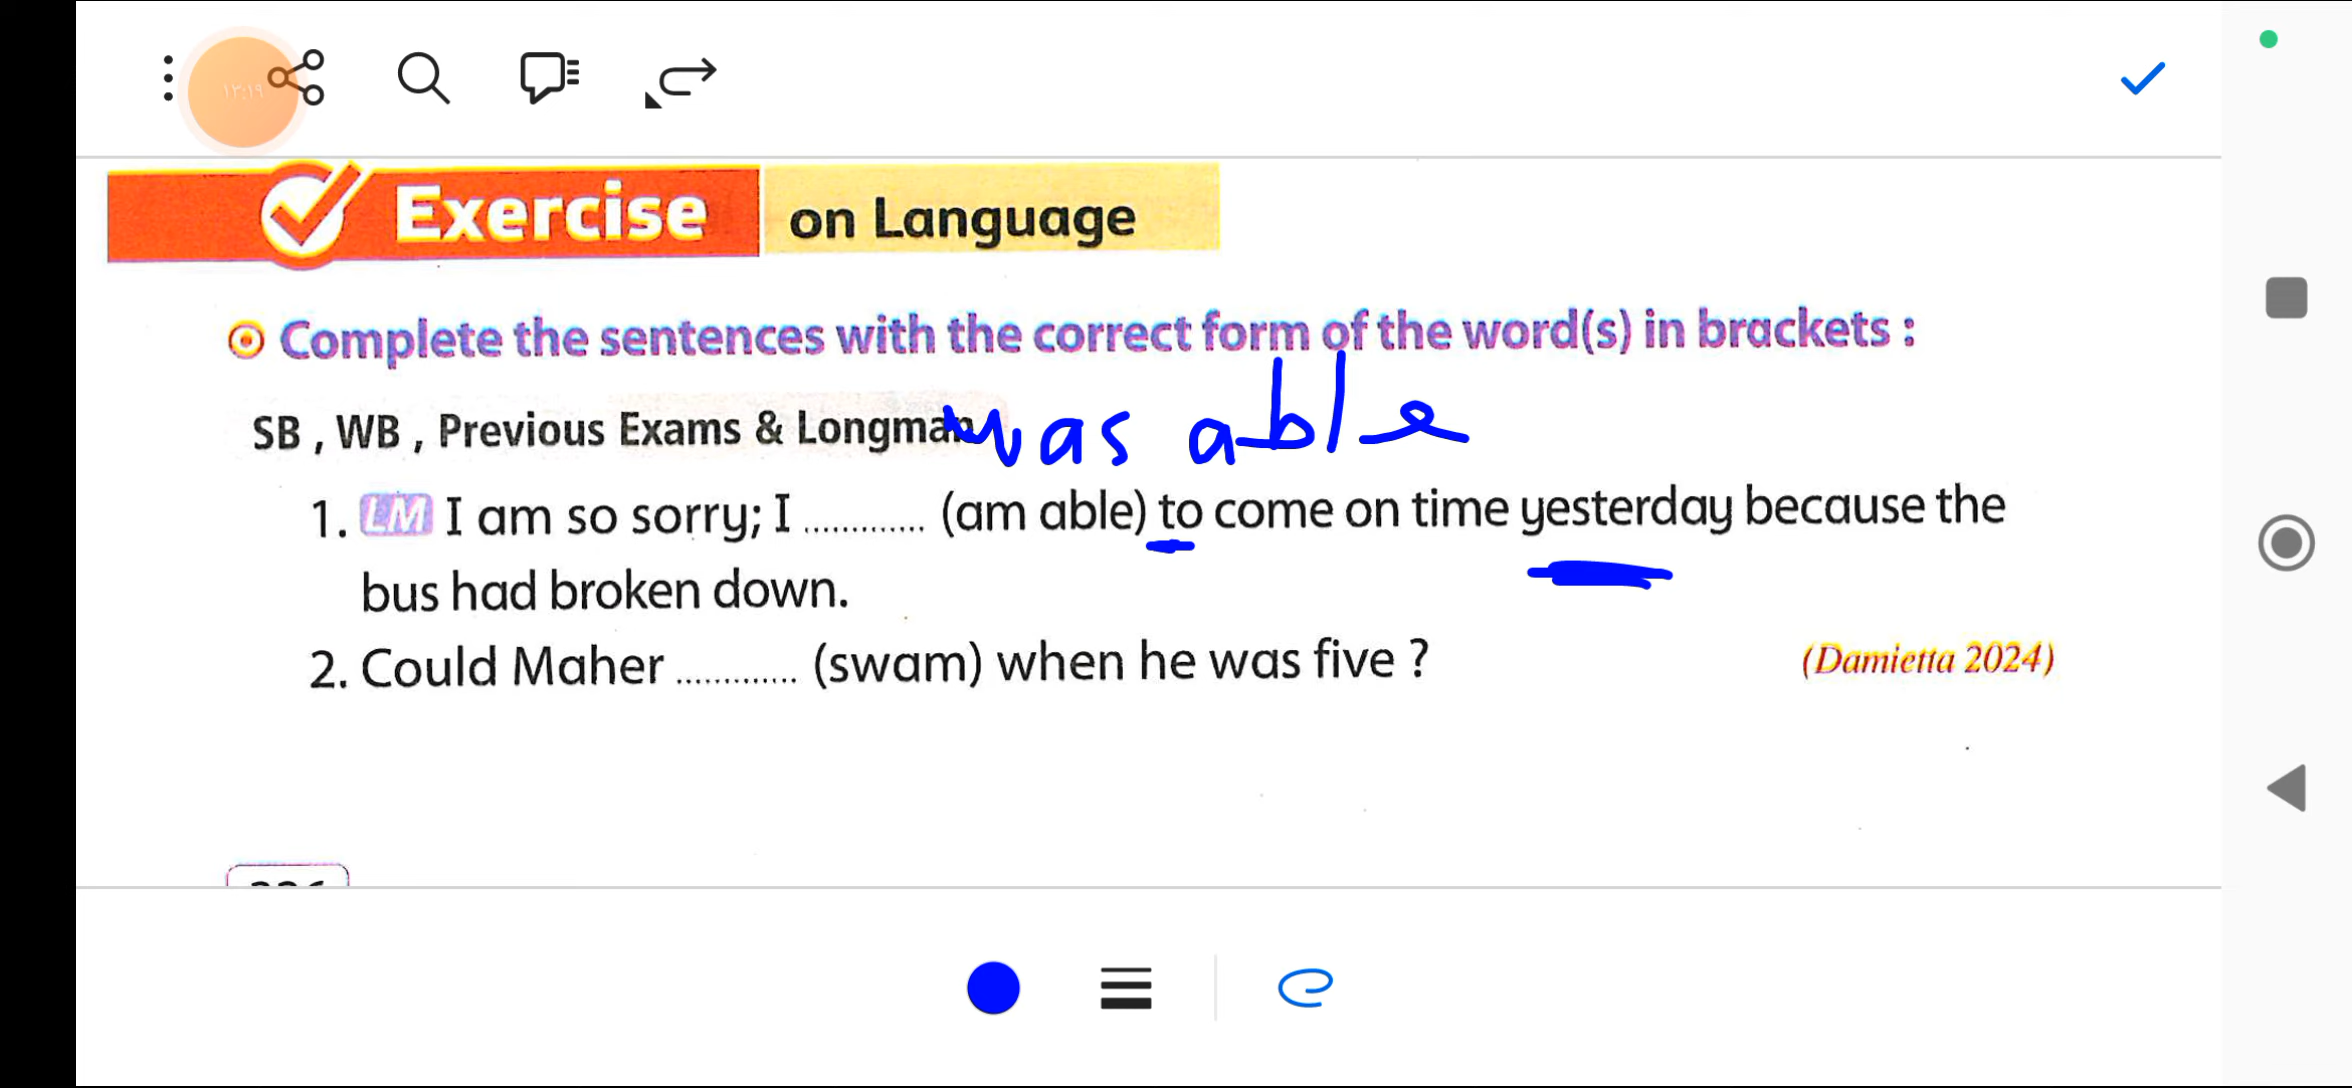 ١٣:١٩
Exercise on Language
Complete the sentences with the correct form of the word(s) in brackets :
SB , WB , Previous Exams & Longman
was able
1. LM I am so sorry; I ............. (am able) to come on time yesterday because the
bus had broken down.
2. Could Maher ............. (swam) when he was five ?
(Damietta 2024)